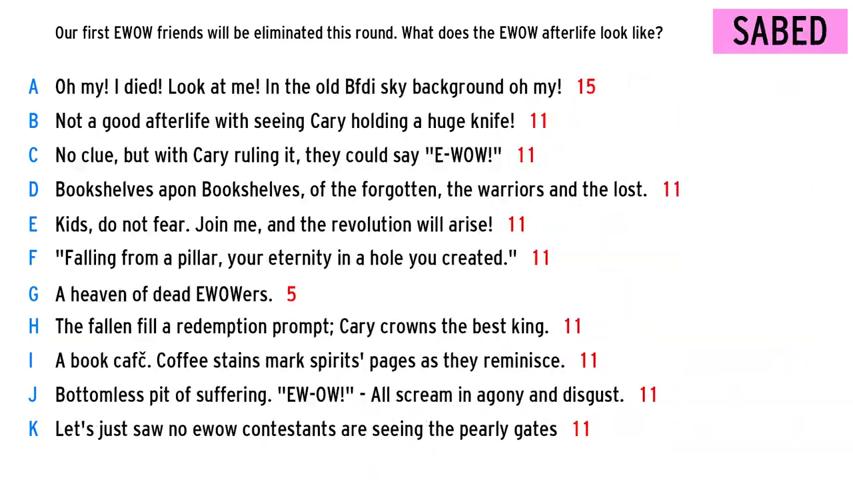 Our first EWOW friends will be eliminated this round. What does the EWOW afterlife look like?
SABED
A Oh my! I died! Look at me! In the old Bfdi sky background oh my! 15
B Not a good afterlife with seeing Cary holding a huge knife! 11
C No clue, but with Cary ruling it, they could say "E-WOW!" 11
D Bookshelves apon Bookshelves, of the forgotten, the warriors and the lost. 11
E Kids, do not fear. Join me, and the revolution will arise! 11
F "Falling from a pillar, your eternity in a hole you created." 11
G A heaven of dead EWOWers. 5
H The fallen fill a redemption prompt; Cary crowns the best king. 11
I A book cafč. Coffee stains mark spirits' pages as they reminisce. 11
J Bottomless pit of suffering. "EW-OW!" - All scream in agony and disgust. 11
K Let's just saw no ewow contestants are seeing the pearly gates 11